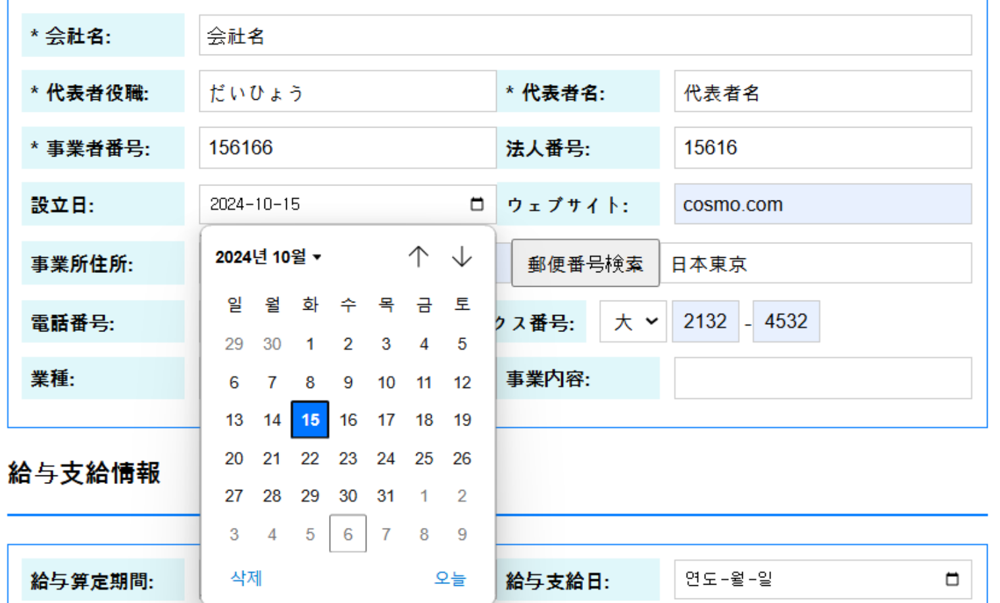 * 会社名: 会社名
* 代表者役職: だいひょう * 代表者名: 代表者名
* 事業者番号: 156166 法人番号: 15616
設立日: 2024-10-15 ウェブサイト: cosmo.com
事業所住所: 郵便番号検索 日本東京
電話番号: クス番号: 大 2132 - 4532
業種: 事業内容:
2024년 10월
일 월 화 수 목 금 토
29 30 1 2 3 4 5
6 7 8 9 10 11 12
13 14 15 16 17 18 19
20 21 22 23 24 25 26
27 28 29 30 31 1 2
3 4 5 6 7 8 9
삭제 오늘
給与支給情報
給与算定期間: 給与支給日: 연도-월-일